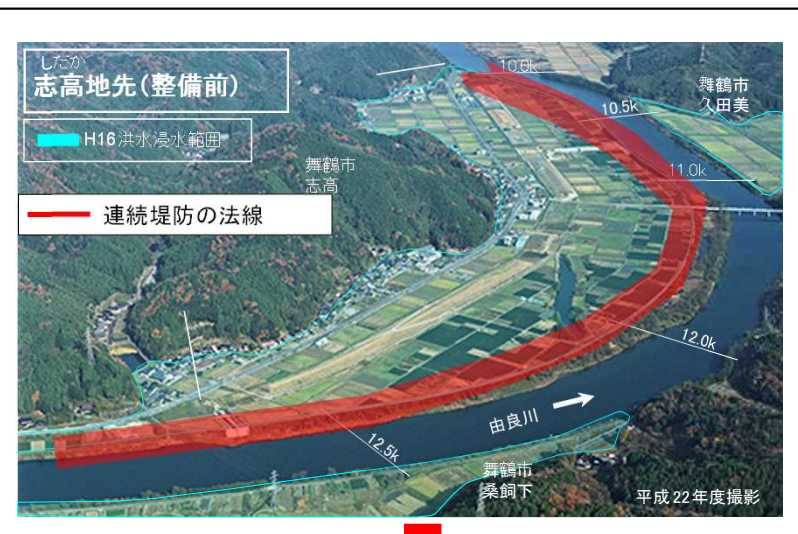 しだか
志高地先（整備前）
10.0k
舞鶴市
久田美
10.5k
H16洪水浸水範囲
舞鶴市
志高
11.0k
連続堤防の法線
12.0k
由良川
12.5k
舞鶴市
桑飼下
平成22年度撮影